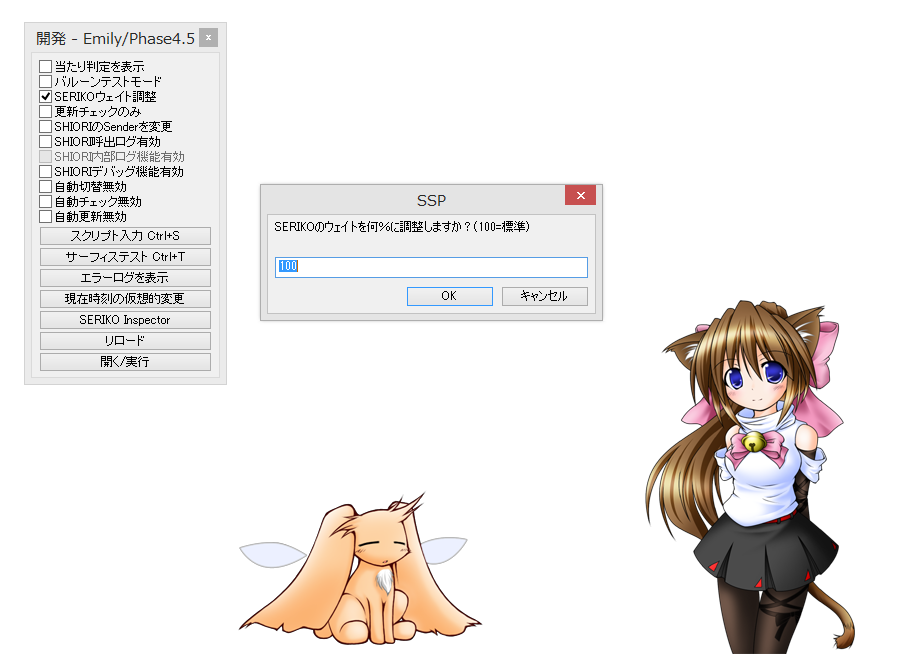 開発 - Emily/Phase4.5
当たり判定を表示
バルーンテストモード
SERIKOウェイト調整
更新チェックのみ
SHIORIのSenderを変更
SHIORI呼出ログ有効
SHIORI内部ログ機能有効
SHIORIデバッグ機能有効
自動切替無効
自動チェック無効
自動更新無効
スクリプト入力 Ctrl+S
サーフィステスト Ctrl+T
エラーログを表示
現在時刻の仮想的変更
SERIKO Inspector
リロード
開く/実行
SSP
SERIKOのウェイトを何%に調整しますか？(100=標準)
100
OK
キャンセル